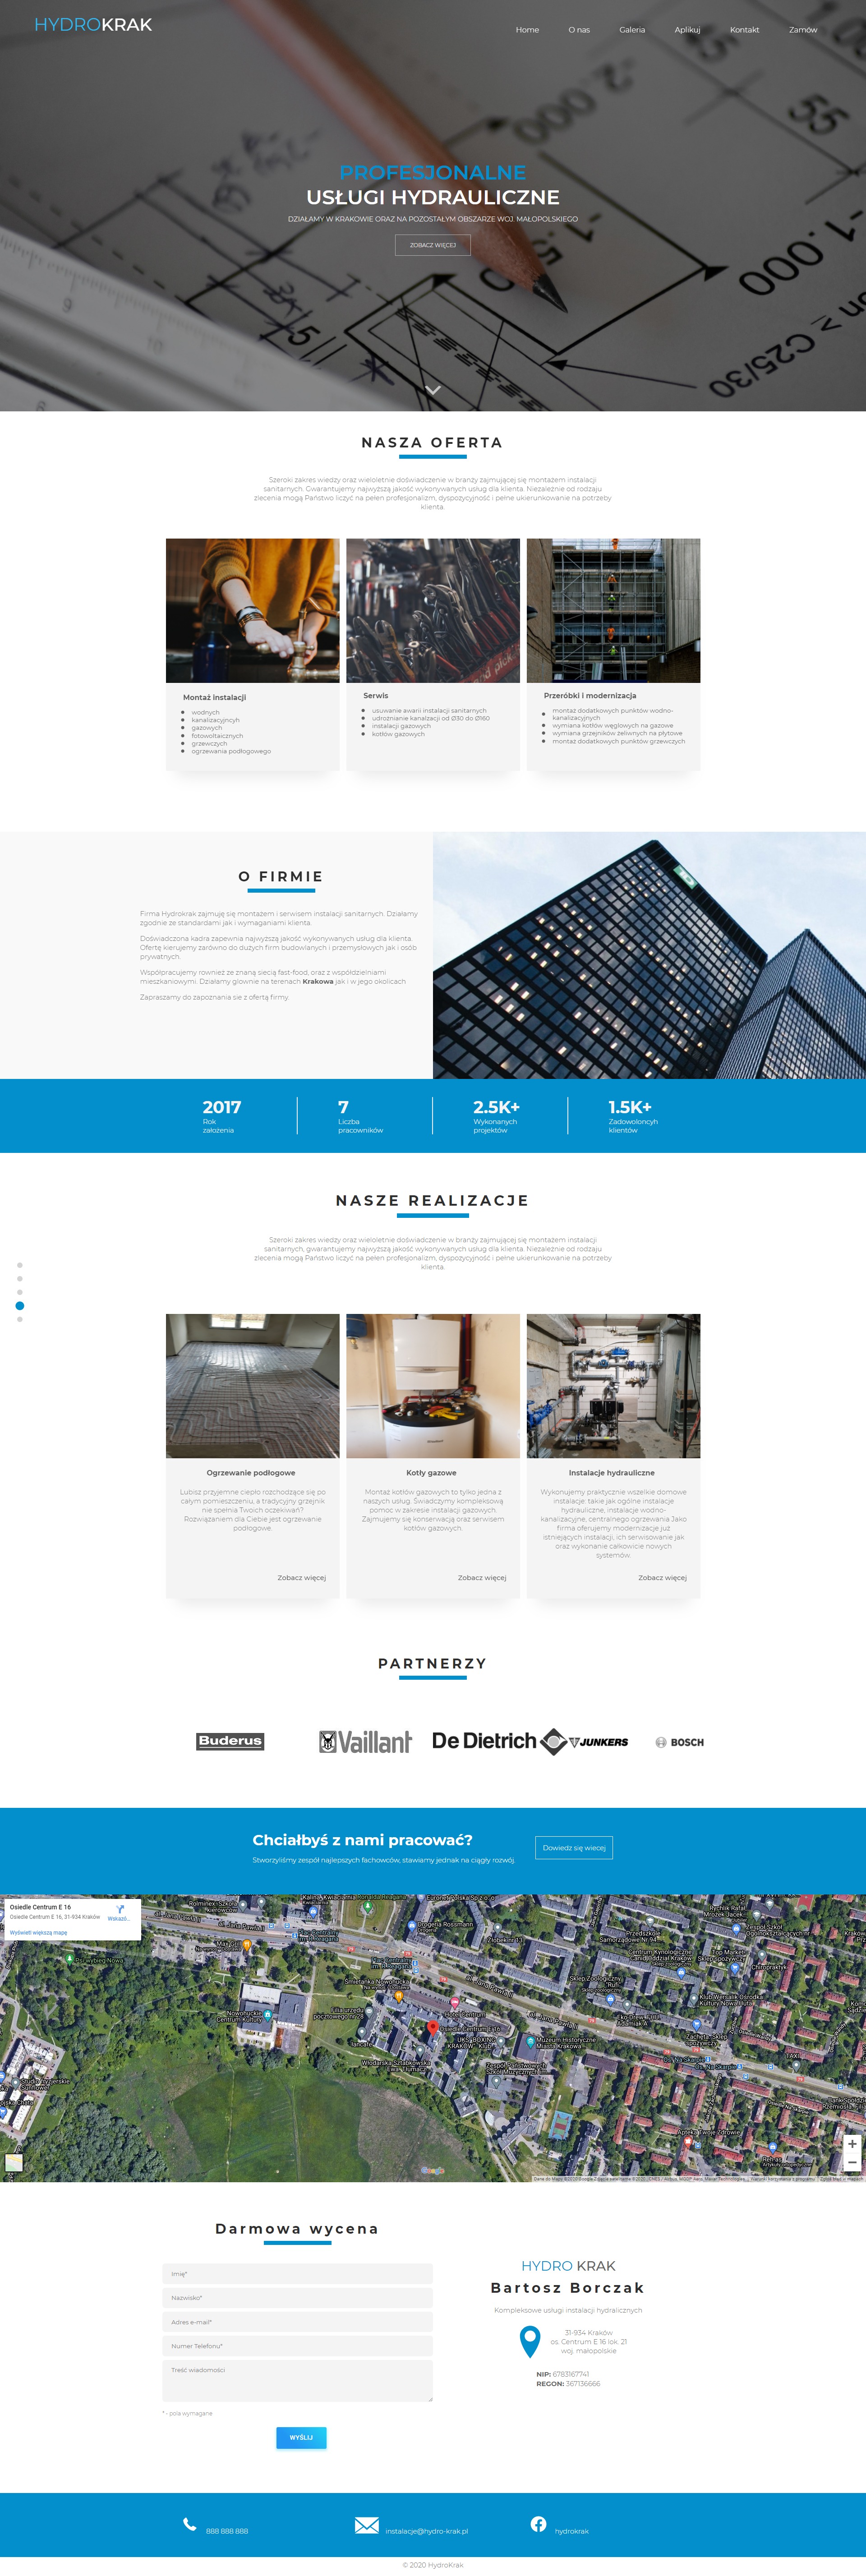 HYDROKRAK
Home O nas Galeria Aplikuj Kontakt Zamów
PROFESJONALNE
USŁUGI HYDRAULICZNE
DZIAŁAMY W KRAKOWIE ORAZ NA POZOSTAŁYM OBSZARZE WOJ. MAŁOPOLSKIEGO
ZOBACZ WIĘCEJ
NASZA OFERTA
Szeroki zakres wiedzy oraz wieloletnie doświadczenie w branży zajmującej się montażem instalacji
sanitarnych. Gwarantujemy najwyższą jakość wykonywanych usług dla klienta. Niezależnie od rodzaju
zlecenia mogą Państwo liczyć na pełen profesjonalizm, dyspozycyjność i pełne ukierunkowanie na potrzeby
klienta.
Montaż instalacji
wodnych
kanalizacyjncyh
gazowych
fotowoltaicznych
grzewczych
ogrzewania podłogowego
Serwis
usuwanie awarii instalacji sanitarnych
udrożnianie kanalzacji od Ø30 do Ø160
instalacji gazowych
kotłów gazowych
Przeróbki i modernizacja
montaż dodatkowych punktów wodno-
kanalizacyjnych
wymiana kotłów węglowych na gazowe
wymiana grzejników żeliwnych na płytowe
montaż dodatkowych punktów grzewczych
O FIRMIE
Firma Hydrokrak zajmuję się montażem i serwisem instalacji sanitarnych. Działamy
zgodnie ze standardami jak i wymaganiami klienta.
Doświadczona kadra zapewnia najwyższą jakość wykonywanych usług dla klienta.
Ofertę kierujemy zarówno do dużych firm budowlanych i przemysłowych jak i osób
prywatnych.
Współpracujemy również ze znaną siecią fast-food, oraz z współdzielniami
mieszkaniowymi. Działamy glownie na terenach Krakowa jak i w jego okolicach
Zapraszamy do zapoznania sie z ofertą firmy.
2017
Rok
założenia
7
Liczba
pracowników
2.5K+
Wykonanych
projektów
1.5K+
Zadowoloncyh
klientów
NASZE REALIZACJE
Szeroki zakres wiedzy oraz wieloletnie doświadczenie w branży zajmującej się montażem instalacji
sanitarnych, gwarantujemy najwyższą jakość wykonywanych usług dla klienta. Niezależnie od rodzaju
zlecenia mogą Państwo liczyć na pełen profesjonalizm, dyspozycyjność i pełne ukierunkowanie na potrzeby
klienta.
Ogrzewanie podłogowe
Lubisz przyjemne ciepło rozchodzące się po
całym pomieszczeniu, a tradycyjny grzejnik
nie spełnia Twoich oczekiwań?
Rozwiązaniem dla Ciebie jest ogrzewanie
podłogowe.
Zobacz więcej
Kotły gazowe
Montaż kotłów gazowych to tylko jedna z
naszych usług. Świadczymy kompleksową
pomoc w zakresie instalacji gazowych.
Zajmujemy się konserwacją oraz serwisem
kotłów gazowych.
Zobacz więcej
Instalacje hydrauliczne
Wykonujemy praktycznie wszelkie domowe
instalacje: takie jak ogólne instalacje
hydrauliczne, instalacje wodno-
kanalizacyjne, centralnego ogrzewania Jako
firma oferujemy modernizacje już
istniejących instalacji, ich serwisowanie jak
oraz wykonanie całkowicie nowych
systemów.
Zobacz więcej
PARTNERZY
Buderus Vaillant De Dietrich JUNKERS BOSCH
Chciałbyś z nami pracować?
Stworzyliśmy zespół najlepszych fachowców, stawiamy jednak na ciągły rozwój.
Dowiedz się wiecej
Osiedle Centrum E 16
Osiedle Centrum E 16, 31-934 Kraków
Wskazó...
Wyświetl większą mapę
Darmowa wycena
Imię*
Nazwisko*
Adres e-mail*
Numer Telefonu*
Treść wiadomości
* - pola wymagane
WYŚLIJ
HYDRO KRAK
Bartosz Borczak
Kompleksowe usługi instalacji hydralicznych
31-934 Kraków
os. Centrum E 16 lok. 21
woj. małopolskie
NIP: 6783167741
REGON: 367136666
888 888 888
instalacje@hydro-krak.pl
hydrokrak
© 2020 HydroKrak